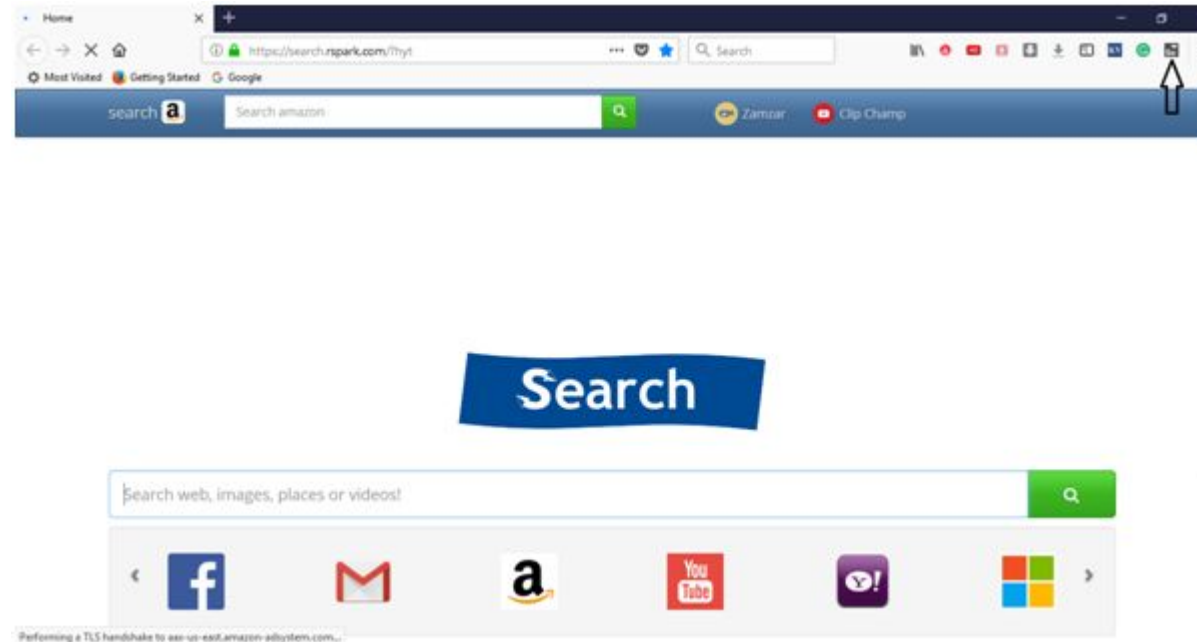 Home
https://search.rspark.com/?hyt
Search
Most Visited Getting Started G Google
search a Search amazon Zamzar Clip Champ
Search
Search web, images, places or videos!
f M a You Tube Y!
Performing a TLS handshake to aax-us-east.amazon-adsystem.com...